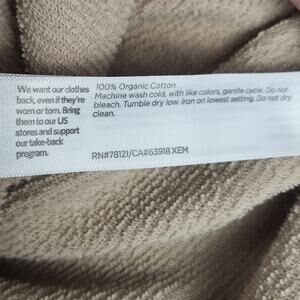 We want our clothes
back, even if they're
worn or torn. Bring
them to our US
stores and support
our take-back
program.
100% Organic Cotton
Machine wash cold, with like colors, gentle cycle. Do not
bleach. Tumble dry low. Iron on lowest setting. Do not dry
clean.
RN#78121/CA#63918 XEM